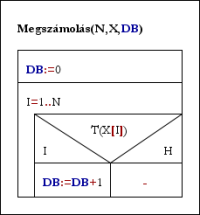 Megszámolás(N,X,DB)
DB:=0
I=1..N
T(X[I])
I H
DB:=DB+1 -